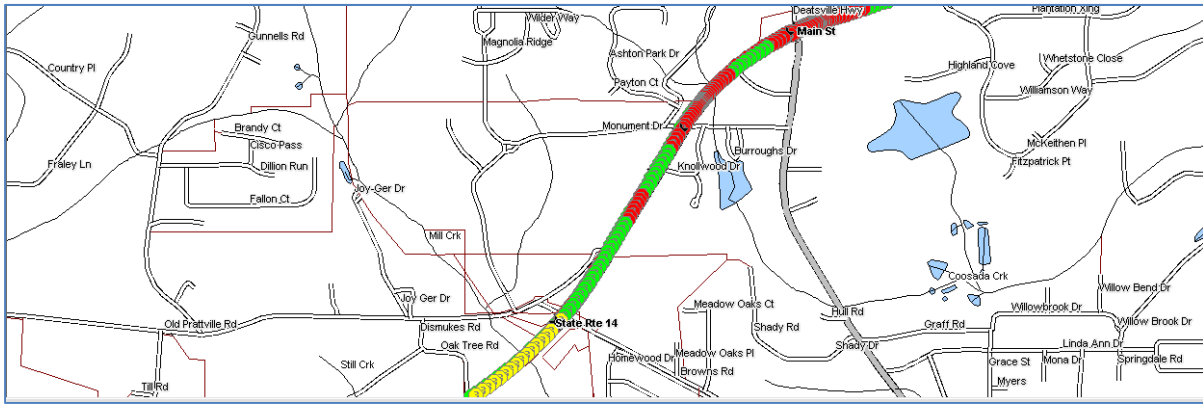 Deatsville Hwy
Plantation Xing
Wilder Way
Gunnells Rd
Main St
Magnolia Ridge
Ashton Park Dr
Whetstone Close
Country Pl
Highland Cove
Payton Ct
Williamson Way
Monument Dr
Brandy Ct
Cisco Pass
Burroughs Dr
McKeithen Pl
Fraley Ln
Dillion Run
Knollwood Dr
Fitzpatrick Pt
Joy-Ger Dr
Fallon Ct
Mill Crk
Coosada Crk
Willow Bend Dr
Joy Ger Dr
Meadow Oaks Ct
Willowbrook Dr
Hull Rd
Old Prattville Rd
Dismukes Rd
State Rte 14
Shady Rd
Graff Rd
Willow Brook Dr
Oak Tree Rd
Shady Dr
Linda Ann Dr
Meadow Oaks Pl
Homewood Dr
Still Crk
Grace St
Mona Dr
Springdale Rd
Browns Rd
Till Rd
Myers